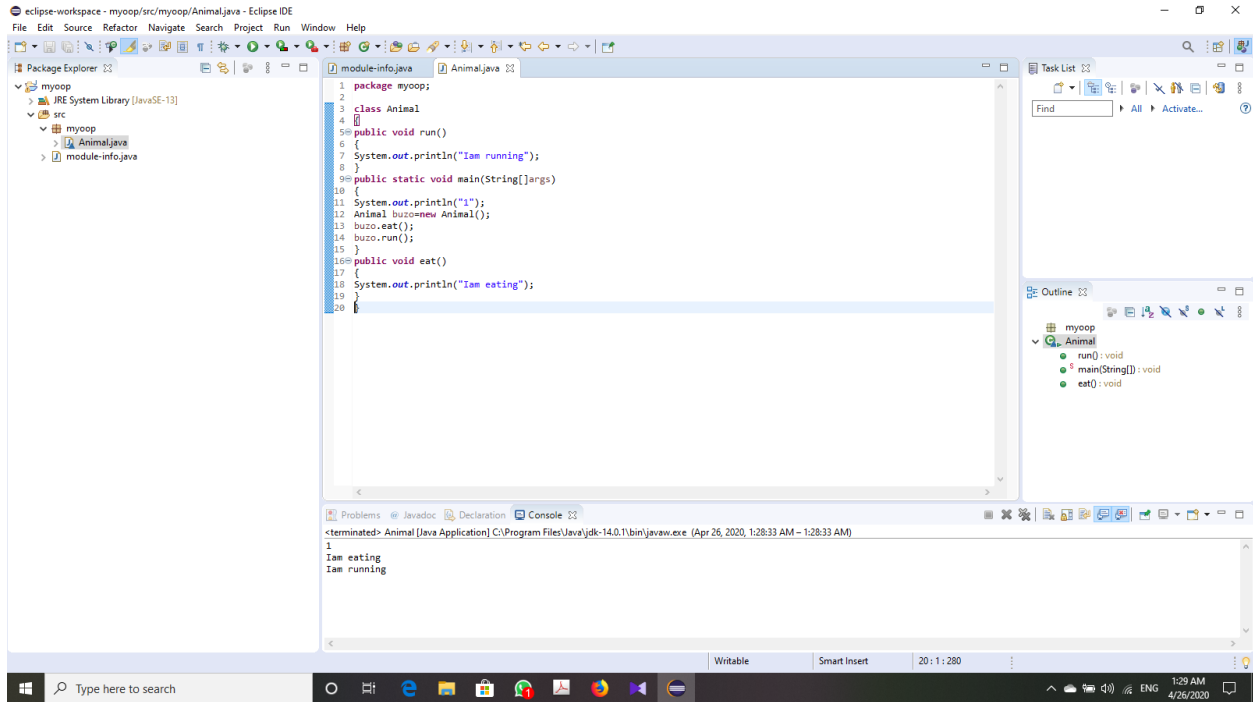 eclipse-workspace - myoop/src/myoop/Animal.java - Eclipse IDE
File Edit Source Refactor Navigate Search Project Run Window Help
Package Explorer
myoop
JRE System Library [JavaSE-13]
src
myoop
Animal.java
module-info.java
module-info.java
Animal.java
1 package myoop;
2
3 class Animal
4 {
5 public void run()
6 {
7 System.out.println("Iam running");
8 }
9 public static void main(String[]args)
10 {
11 System.out.println("1");
12 Animal buzo=new Animal();
13 buzo.eat();
14 buzo.run();
15 }
16 public void eat()
17 {
18 System.out.println("Iam eating");
19 }
20 }
Task List
Find All Activate...
Outline
myoop
Animal
run() : void
main(String[]) : void
eat() : void
Problems Javadoc Declaration Console
<terminated> Animal [Java Application] C:\Program Files\Java\jdk-14.0.1\bin\javaw.exe (Apr 26, 2020, 1:28:33 AM – 1:28:33 AM)
1
Iam eating
Iam running
Writable Smart Insert 20 : 1 : 280
Type here to search
ENG
1:29 AM
4/26/2020